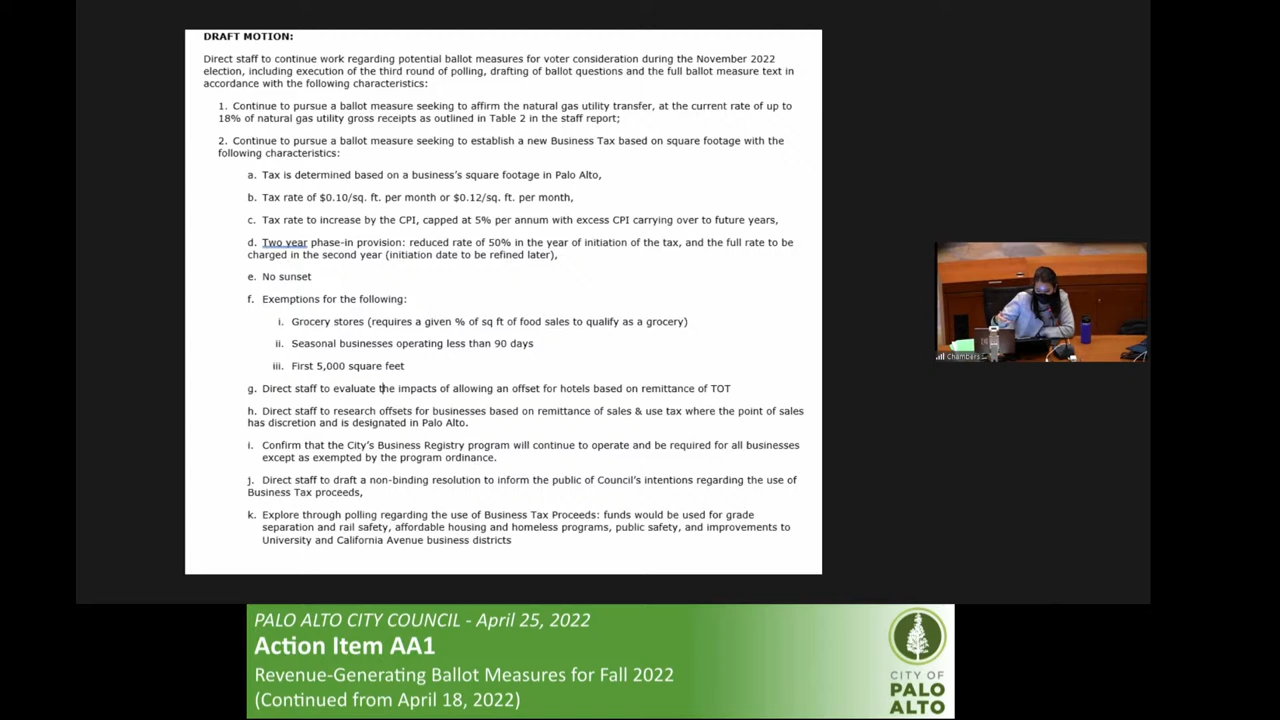 DRAFT MOTION:
Direct staff to continue work regarding potential ballot measures for voter consideration during the November 2022
election, including execution of the third round of polling, drafting of ballot questions and the full ballot measure text in
accordance with the following characteristics:
1. Continue to pursue a ballot measure seeking to affirm the natural gas utility transfer, at the current rate of up to
18% of natural gas utility gross receipts as outlined in Table 2 in the staff report;
2. Continue to pursue a ballot measure seeking to establish a new Business Tax based on square footage with the
following characteristics:
a. Tax is determined based on a business's square footage in Palo Alto,
b. Tax rate of $0.10/sq. ft. per month or $0.12/sq. ft. per month,
c. Tax rate to increase by the CPI, capped at 5% per annum with excess CPI carrying over to future years,
d. Two year phase-in provision: reduced rate of 50% in the year of initiation of the tax, and the full rate to be
charged in the second year (initiation date to be refined later),
e. No sunset
f. Exemptions for the following:
i. Grocery stores (requires a given % of sq ft of food sales to qualify as a grocery)
ii. Seasonal businesses operating less than 90 days
iii. First 5,000 square feet
g. Direct staff to evaluate the impacts of allowing an offset for hotels based on remittance of TOT
h. Direct staff to research offsets for businesses based on remittance of sales & use tax where the point of sales
has discretion and is designated in Palo Alto.
i. Confirm that the City's Business Registry program will continue to operate and be required for all businesses
except as exempted by the program ordinance.
j. Direct staff to draft a non-binding resolution to inform the public of Council's intentions regarding the use of
Business Tax proceeds,
k. Explore through polling regarding the use of Business Tax Proceeds: funds would be used for grade
separation and rail safety, affordable housing and homeless programs, public safety, and improvements to
University and California Avenue business districts
Chambers
PALO ALTO CITY COUNCIL - April 25, 2022
Action Item AA1
Revenue-Generating Ballot Measures for Fall 2022
(Continued from April 18, 2022)
CITY OF
PALO
ALTO